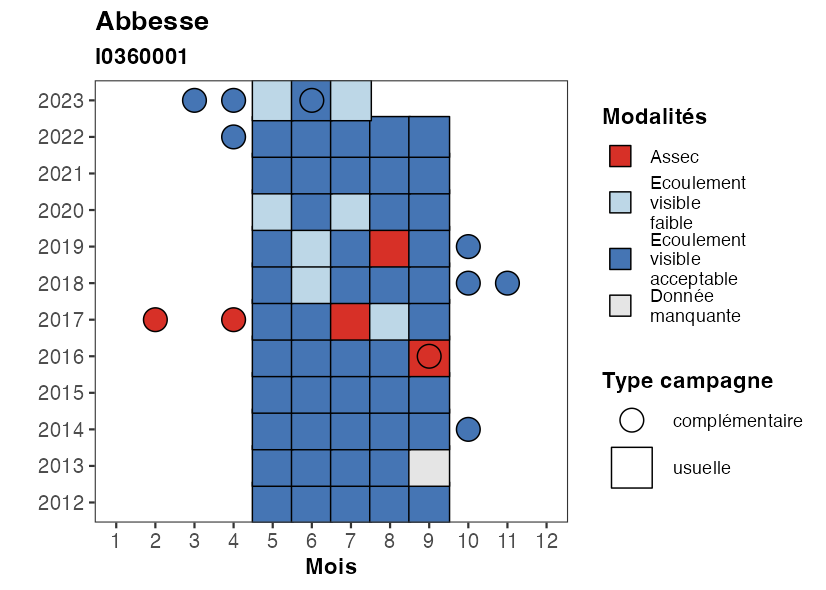 Abbesse
I0360001
2023
2022
2021
2020
2019
2018
2017
2016
2015
2014
2013
2012
1 2 3 4 5 6 7 8 9 10 11 12
Mois
Modalités
Assec
Ecoulement
visible
faible
Ecoulement
visible
acceptable
Donnée
manquante
Type campagne
complémentaire
usuelle